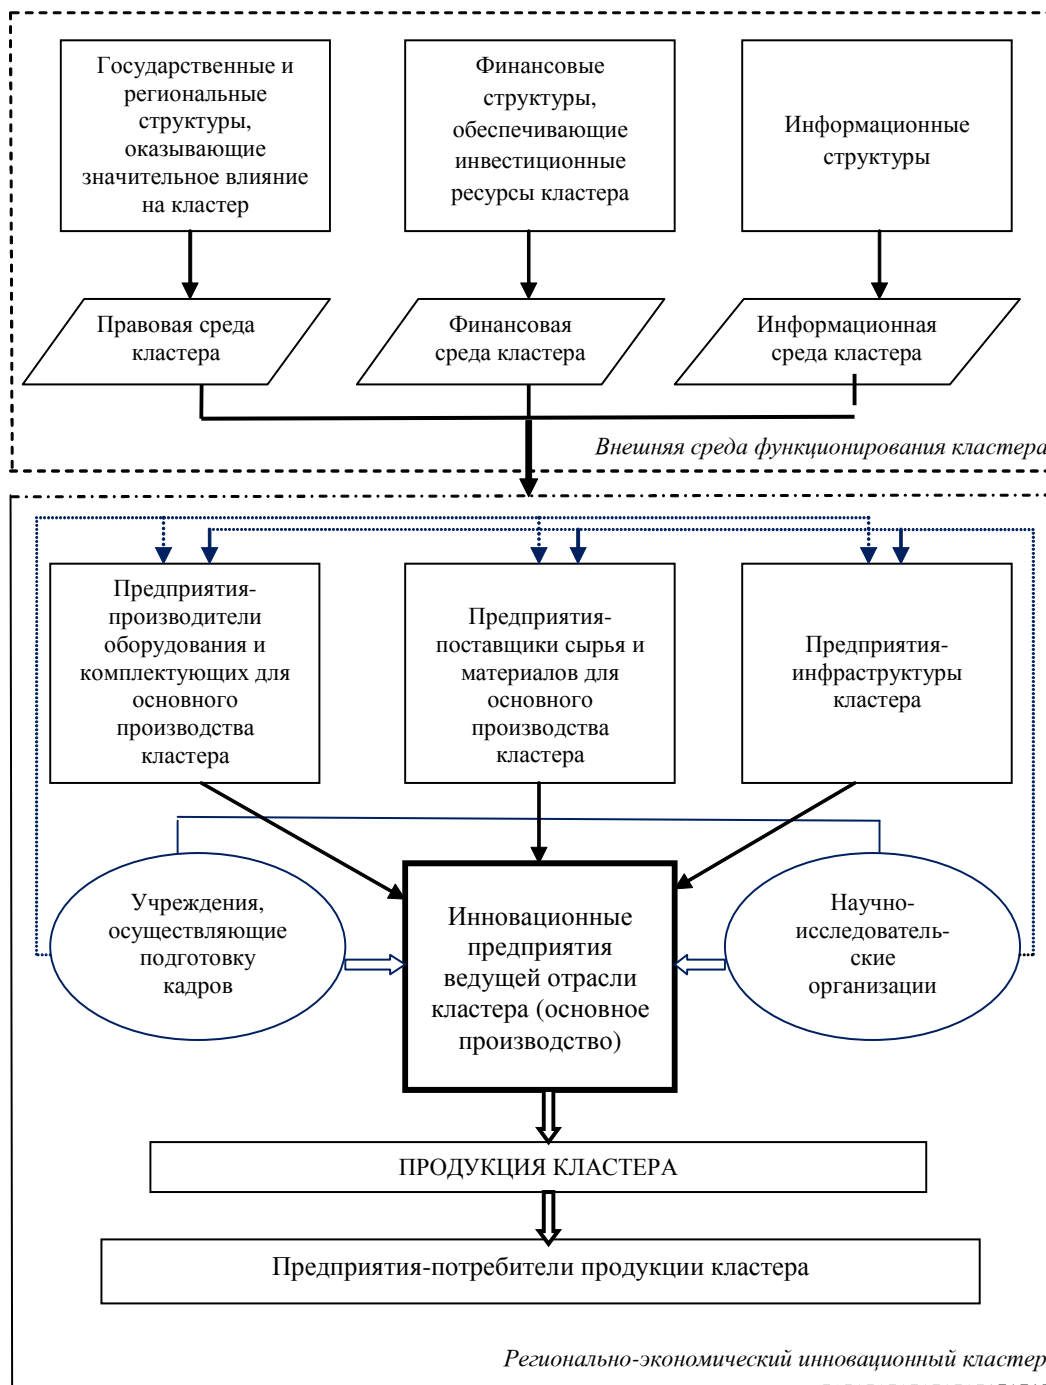 Государственные и
региональные
структуры,
оказывающие
значительное влияние
на кластер
Финансовые
структуры,
обеспечивающие
инвестиционные
ресурсы кластера
Информационные
структуры
Правовая среда
кластера
Финансовая
среда кластера
Информационная
среда кластера
Внешняя среда функционирования кластера
Предприятия-
производители
оборудования и
комплектующих для
основного
производства
кластера
Предприятия-
поставщики сырья и
материалов для
основного
производства
кластера
Предприятия-
инфраструктуры
кластера
Учреждения,
осуществляющие
подготовку
кадров
Инновационные
предприятия
ведущей отрасли
кластера (основное
производство)
Научно-
исследователь-
ские
организации
ПРОДУКЦИЯ КЛАСТЕРА
Предприятия-потребители продукции кластера
Регионально-экономический инновационный кластер